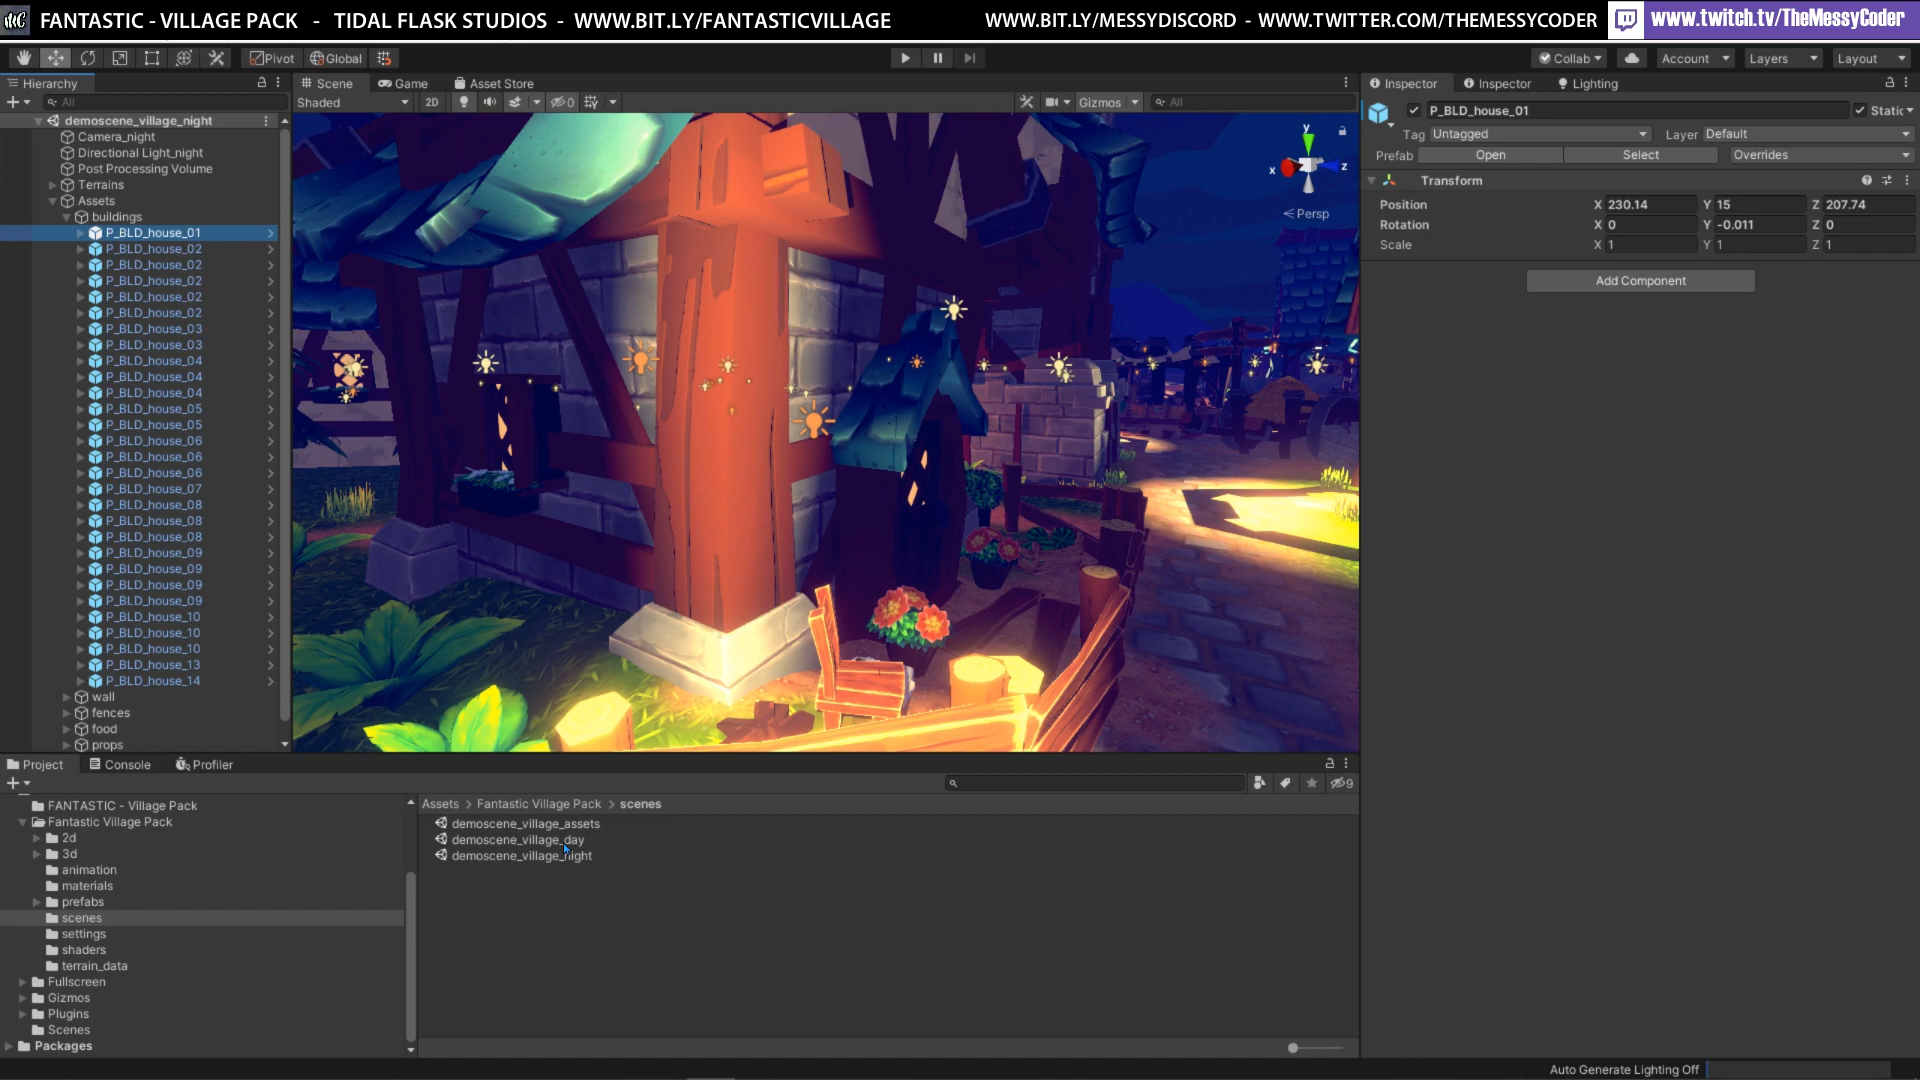 MC FANTASTIC - VILLAGE PACK - TIDAL FLASK STUDIOS - WWW.BIT.LY/FANTASTICVILLAGE WWW.BIT.LY/MESSYDISCORD - WWW.TWITTER.COM/THEMESSYCODER www.twitch.tv/TheMessyCoder
Pivot Global Collab Account Layers Layout
Hierarchy
All
demoscene_village_night
Camera_night
Directional Light_night
Post Processing Volume
Terrains
Assets
buildings
P_BLD_house_01
P_BLD_house_02
P_BLD_house_02
P_BLD_house_02
P_BLD_house_02
P_BLD_house_02
P_BLD_house_03
P_BLD_house_03
P_BLD_house_04
P_BLD_house_04
P_BLD_house_04
P_BLD_house_05
P_BLD_house_05
P_BLD_house_06
P_BLD_house_06
P_BLD_house_06
P_BLD_house_07
P_BLD_house_08
P_BLD_house_08
P_BLD_house_08
P_BLD_house_09
P_BLD_house_09
P_BLD_house_09
P_BLD_house_09
P_BLD_house_10
P_BLD_house_10
P_BLD_house_10
P_BLD_house_13
P_BLD_house_14
wall
fences
food
props
Scene Game Asset Store
Shaded 2D 0 Gizmos All
y
x z
Persp
Inspector Inspector Lighting
P_BLD_house_01 Static
Tag Untagged Layer Default
Prefab Open Select Overrides
Transform
Position X 230.14 Y 15 Z 207.74
Rotation X 0 Y -0.011 Z 0
Scale X 1 Y 1 Z 1
Add Component
Project Console Profiler
9
FANTASTIC - Village Pack
Fantastic Village Pack
2d
3d
animation
materials
prefabs
scenes
settings
shaders
terrain_data
Fullscreen
Gizmos
Plugins
Scenes
Packages
Assets > Fantastic Village Pack > scenes
demoscene_village_assets
demoscene_village_day
demoscene_village_night
Auto Generate Lighting Off